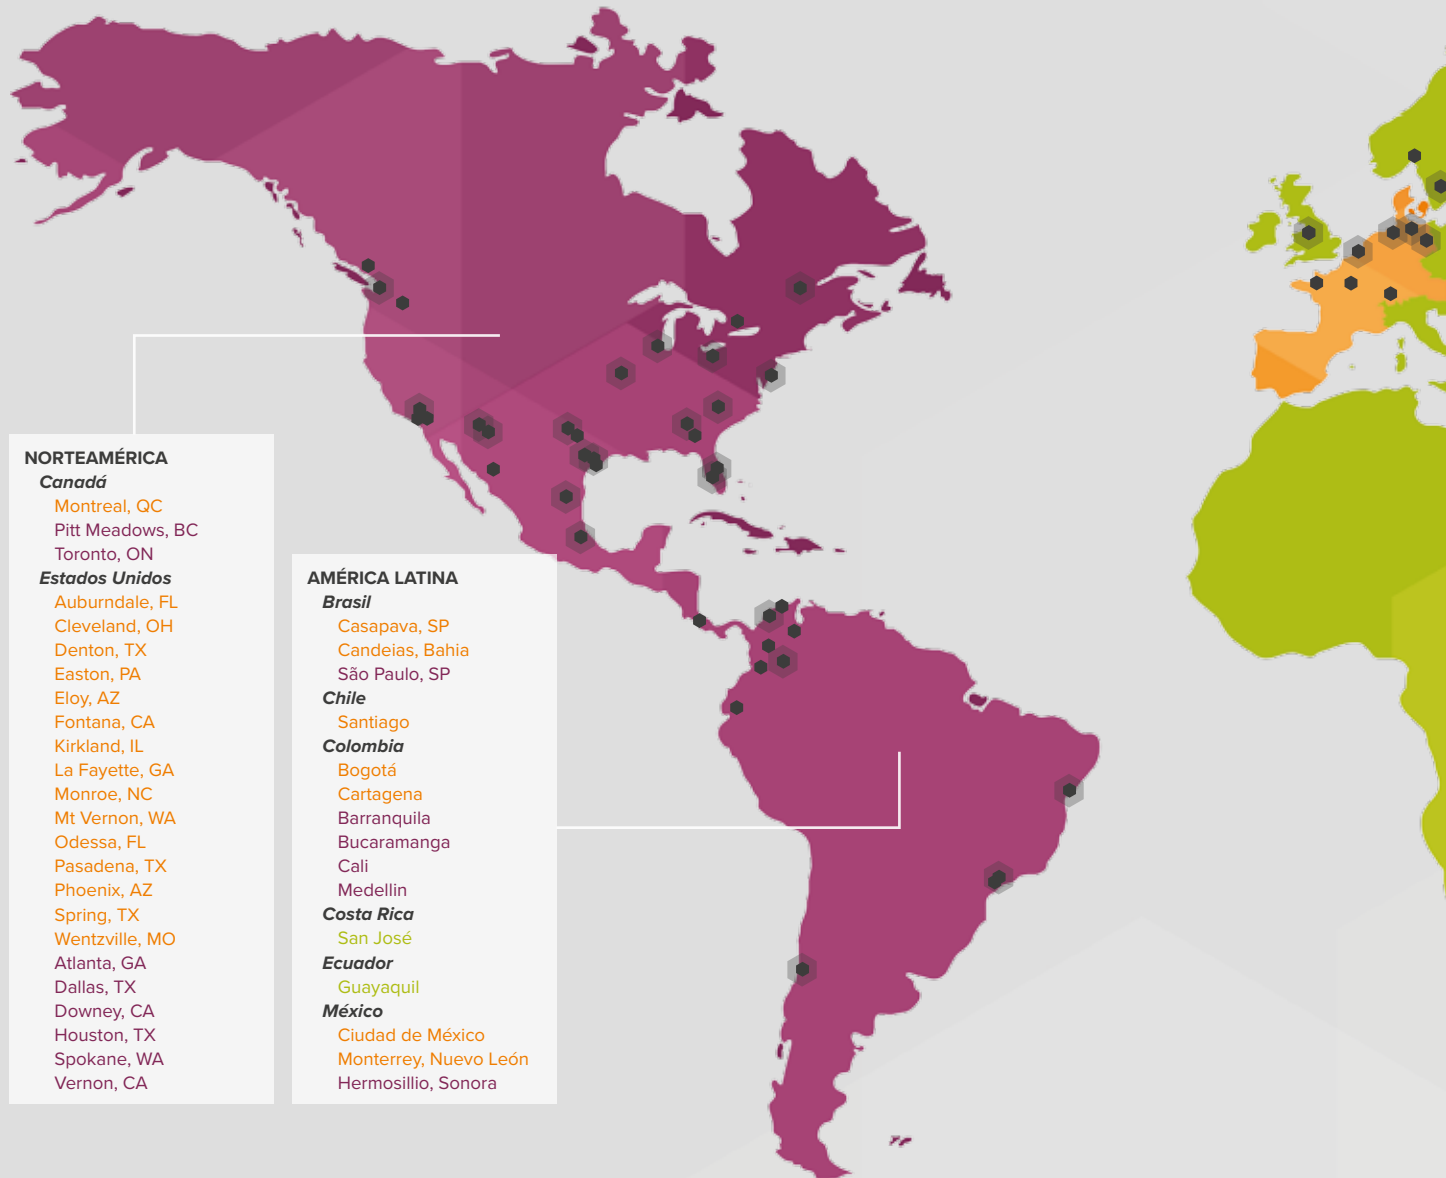 NORTEAMÉRICA
Canadá
Montreal, QC
Pitt Meadows, BC
Toronto, ON
Estados Unidos
Auburndale, FL
Cleveland, OH
Denton, TX
Easton, PA
Eloy, AZ
Fontana, CA
Kirkland, IL
La Fayette, GA
Monroe, NC
Mt Vernon, WA
Odessa, FL
Pasadena, TX
Phoenix, AZ
Spring, TX
Wentzville, MO
Atlanta, GA
Dallas, TX
Downey, CA
Houston, TX
Spokane, WA
Vernon, CA
AMÉRICA LATINA
Brasil
Casapava, SP
Candeias, Bahia
São Paulo, SP
Chile
Santiago
Colombia
Bogotá
Cartagena
Barranquila
Bucaramanga
Cali
Medellin
Costa Rica
San José
Ecuador
Guayaquil
México
Ciudad de México
Monterrey, Nuevo León
Hermosillio, Sonora